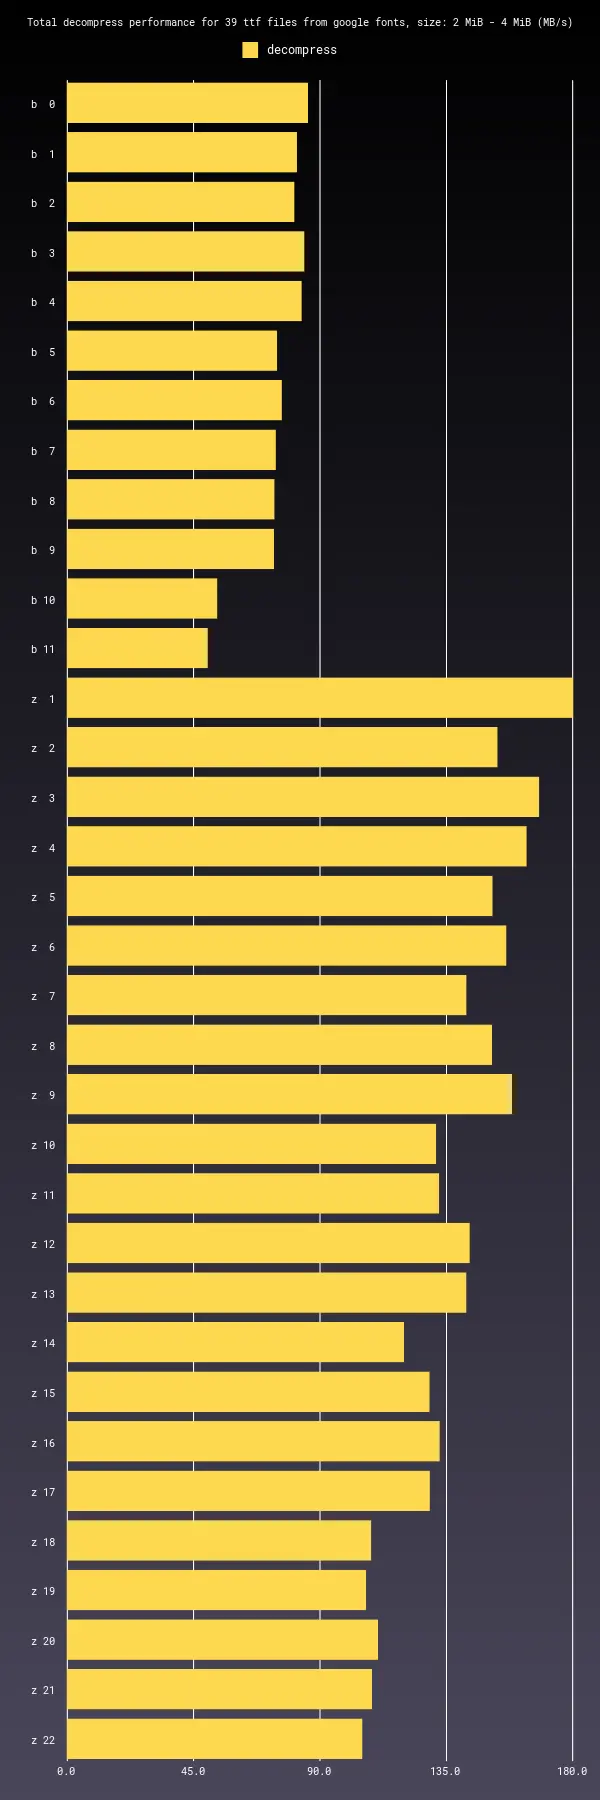 Total decompress performance for 39 ttf files from google fonts, size: 2 MiB - 4 MiB (MB/s)
decompress
b 0
b 1
b 2
b 3
b 4
b 5
b 6
b 7
b 8
b 9
b 10
b 11
z 1
z 2
z 3
z 4
z 5
z 6
z 7
z 8
z 9
z 10
z 11
z 12
z 13
z 14
z 15
z 16
z 17
z 18
z 19
z 20
z 21
z 22
0.0 45.0 90.0 135.0 180.0